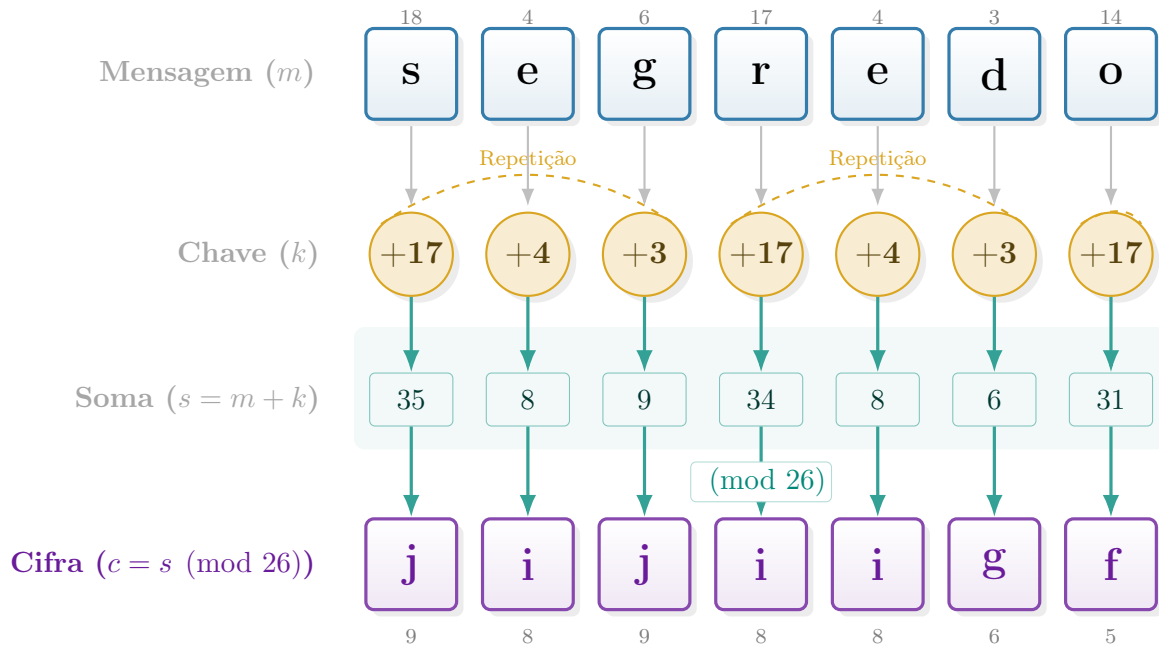 18 4 6 17 4 3 14
Mensagem (m) s e g r e d o
Repetição Repetição
Chave (k) +17 +4 +3 +17 +4 +3 +17
Soma (s = m + k) 35 8 9 34 8 6 31
(mod 26)
Cifra (c = s (mod 26)) j i j i i g f
9 8 9 8 8 6 5